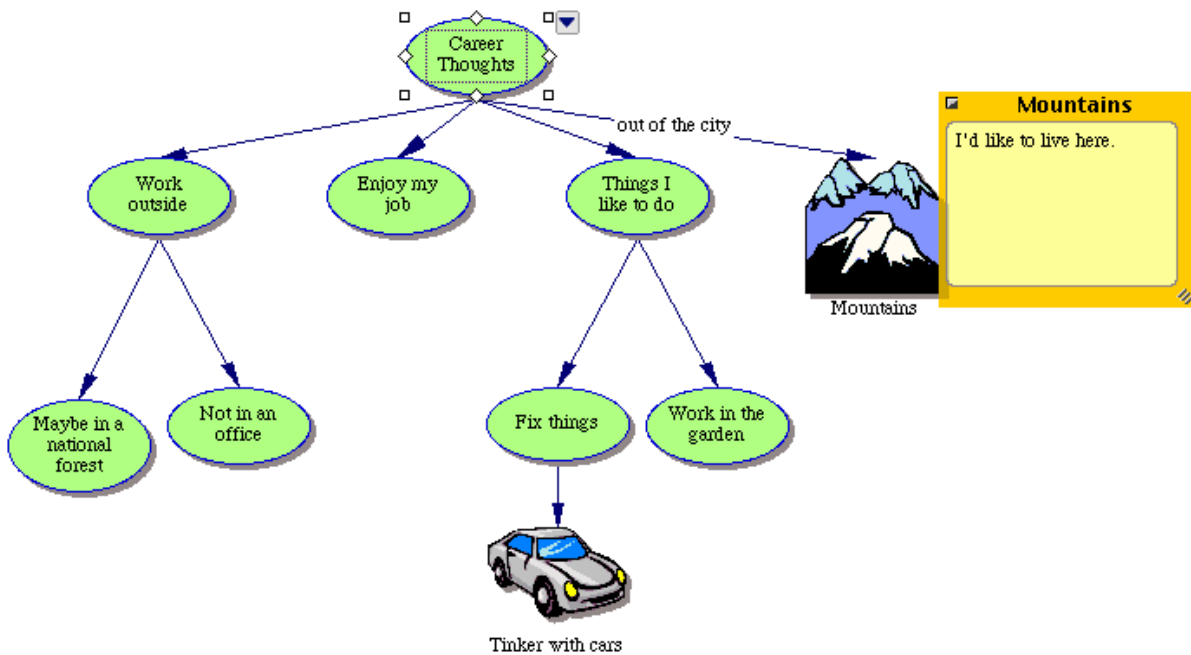 Career
Thoughts
out of the city
Mountains
I'd like to live here.
Work
outside
Enjoy my
job
Things I
like to do
Mountains
Maybe in a
national
forest
Not in an
office
Fix things
Work in the
garden
Tinker with cars